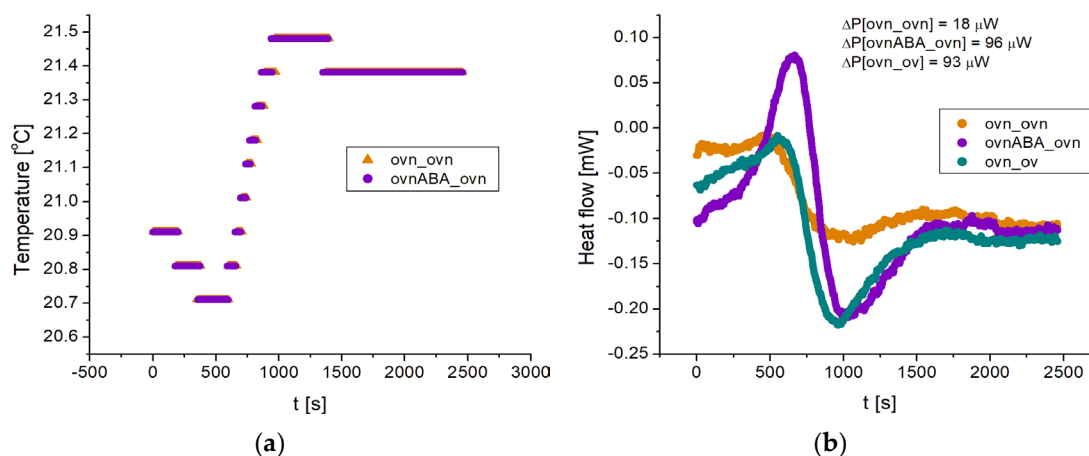 21.5
21.4
21.3
21.2
21.1
21.0
20.9
20.8
20.7
20.6
Temperature [°C]
ovn_ovn
ovnABA_ovn
-500 0 500 1000 1500 2000 2500 3000
t [s]
(a)
ΔP[ovn_ovn] = 18 μW
ΔP[ovnABA_ovn] = 96 μW
ΔP[ovn_ov] = 93 μW
0.10
0.05
0.00
-0.05
-0.10
-0.15
-0.20
-0.25
Heat flow [mW]
ovn_ovn
ovnABA_ovn
ovn_ov
0 500 1000 1500 2000 2500
t [s]
(b)